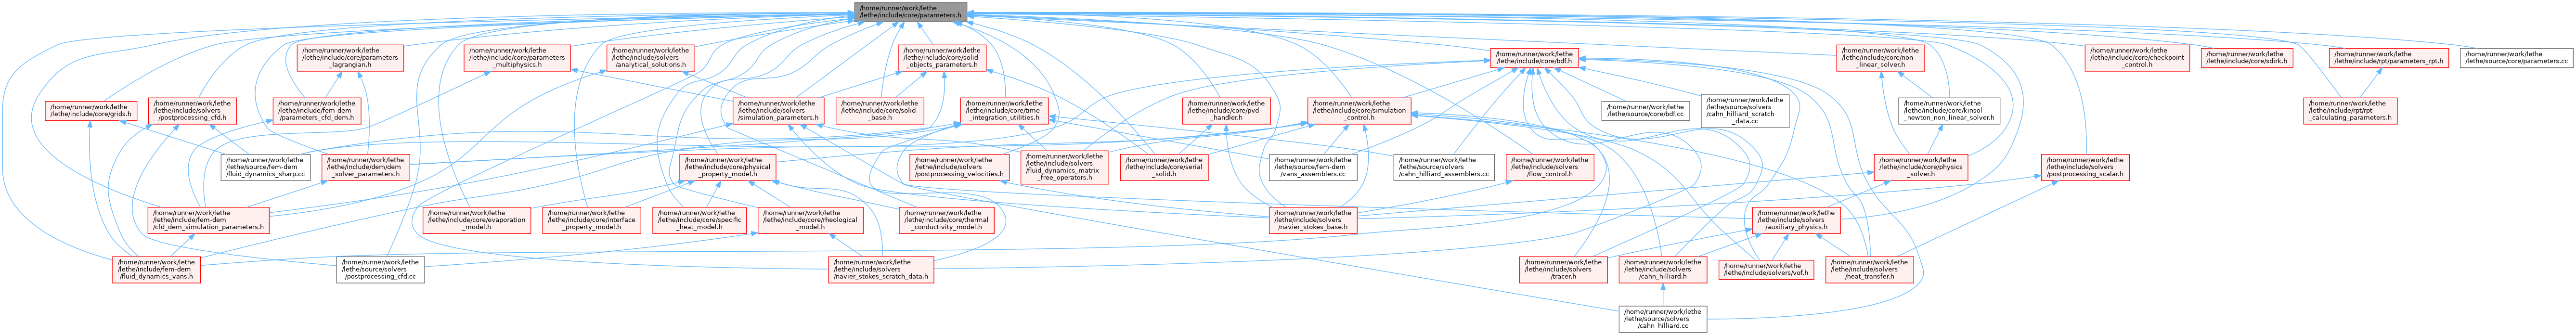 /home/runner/work/lethe
/lethe/include/core/parameters.h
/home/runner/work/lethe
/lethe/include/core/parameters
_lagrangian.h
/home/runner/work/lethe
/lethe/include/core/parameters
_multiphysics.h
/home/runner/work/lethe
/lethe/include/solvers
/analytical_solutions.h
/home/runner/work/lethe
/lethe/include/core/solid
_objects_parameters.h
/home/runner/work/lethe
/lethe/include/core/bdf.h
/home/runner/work/lethe
/lethe/include/core/non
_linear_solver.h
/home/runner/work/lethe
/lethe/include/core/checkpoint
_control.h
/home/runner/work/lethe
/lethe/include/core/sdirk.h
/home/runner/work/lethe
/lethe/include/rpt/parameters_rpt.h
/home/runner/work/lethe
/lethe/source/core/parameters.cc
/home/runner/work/lethe
/lethe/include/core/grids.h
/home/runner/work/lethe
/lethe/include/solvers
/postprocessing_cfd.h
/home/runner/work/lethe
/lethe/include/fem-dem
/parameters_cfd_dem.h
/home/runner/work/lethe
/lethe/include/solvers
/simulation_parameters.h
/home/runner/work/lethe
/lethe/include/core/solid
_base.h
/home/runner/work/lethe
/lethe/include/core/time
_integration_utilities.h
/home/runner/work/lethe
/lethe/include/core/pvd
_handler.h
/home/runner/work/lethe
/lethe/include/core/simulation
_control.h
/home/runner/work/lethe
/lethe/source/core/bdf.cc
/home/runner/work/lethe
/lethe/source/solvers
/cahn_hilliard_scratch
_data.cc
/home/runner/work/lethe
/lethe/include/core/kinsol
_newton_non_linear_solver.h
/home/runner/work/lethe
/lethe/include/rpt/rpt
_calculating_parameters.h
/home/runner/work/lethe
/lethe/source/fem-dem
/fluid_dynamics_sharp.cc
/home/runner/work/lethe
/lethe/include/dem/dem
_solver_parameters.h
/home/runner/work/lethe
/lethe/include/core/physical
_property_model.h
/home/runner/work/lethe
/lethe/include/solvers
/postprocessing_velocities.h
/home/runner/work/lethe
/lethe/include/solvers
/fluid_dynamics_matrix
_free_operators.h
/home/runner/work/lethe
/lethe/include/core/serial
_solid.h
/home/runner/work/lethe
/lethe/source/fem-dem
/vans_assemblers.cc
/home/runner/work/lethe
/lethe/source/solvers
/cahn_hilliard_assemblers.cc
/home/runner/work/lethe
/lethe/include/solvers
/flow_control.h
/home/runner/work/lethe
/lethe/include/core/physics
_solver.h
/home/runner/work/lethe
/lethe/include/solvers
/postprocessing_scalar.h
/home/runner/work/lethe
/lethe/include/fem-dem
/cfd_dem_simulation_parameters.h
/home/runner/work/lethe
/lethe/include/core/evaporation
_model.h
/home/runner/work/lethe
/lethe/include/core/interface
_property_model.h
/home/runner/work/lethe
/lethe/include/core/specific
_heat_model.h
/home/runner/work/lethe
/lethe/include/core/rheological
_model.h
/home/runner/work/lethe
/lethe/include/core/thermal
_conductivity_model.h
/home/runner/work/lethe
/lethe/include/solvers
/navier_stokes_base.h
/home/runner/work/lethe
/lethe/include/solvers
/auxiliary_physics.h
/home/runner/work/lethe
/lethe/include/fem-dem
/fluid_dynamics_vans.h
/home/runner/work/lethe
/lethe/source/solvers
/postprocessing_cfd.cc
/home/runner/work/lethe
/lethe/include/solvers
/navier_stokes_scratch_data.h
/home/runner/work/lethe
/lethe/include/solvers
/tracer.h
/home/runner/work/lethe
/lethe/include/solvers
/cahn_hilliard.h
/home/runner/work/lethe
/lethe/include/solvers/vof.h
/home/runner/work/lethe
/lethe/include/solvers
/heat_transfer.h
/home/runner/work/lethe
/lethe/source/solvers
/cahn_hilliard.cc